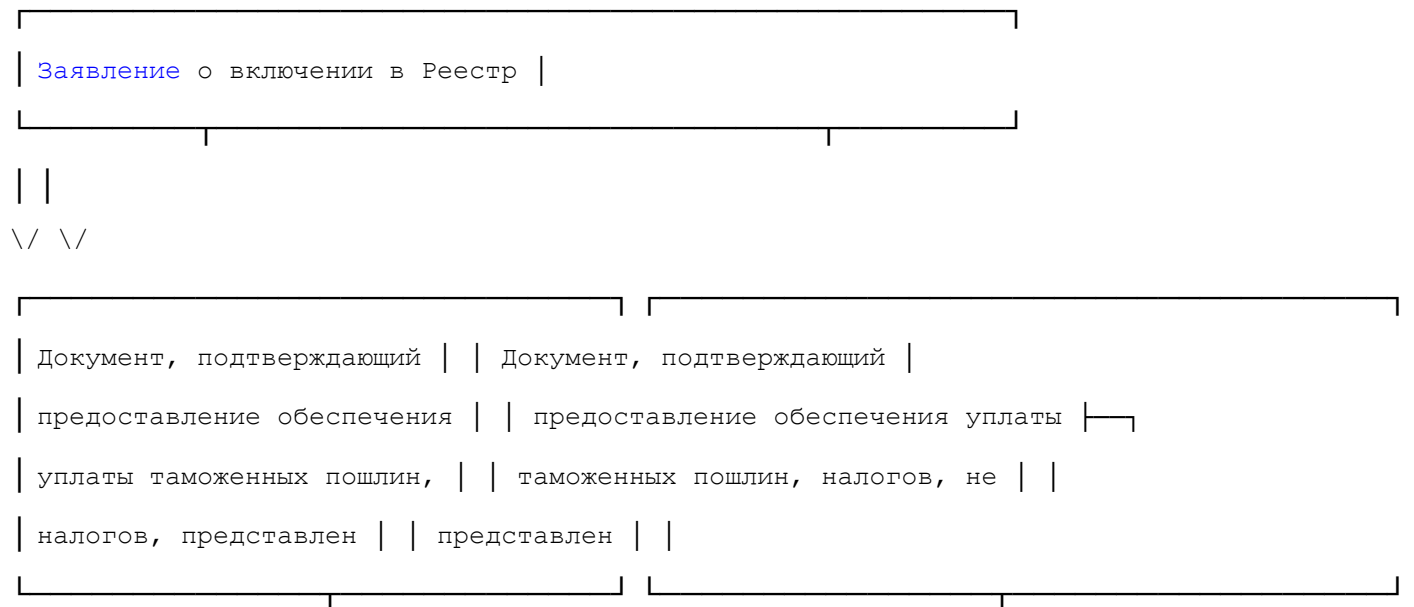 ┌──────────────────────────────────────────────────────────────┐
│ Заявление о включении в Реестр │
└───────────┬──────────────────────────────────────┬───────────┘
│ │
\/ \/
┌─────────────────────────────────────┐ ┌──────────────────────────────────────────────┐
│ Документ, подтверждающий │ │ Документ, подтверждающий │
│ предоставление обеспечения │ │ предоставление обеспечения уплаты ├──┐
│ уплаты таможенных пошлин, │ │ таможенных пошлин, налогов, не │ │
│ налогов, представлен │ │ представлен │ │
└───────────────────┬─────────────────┘ └─────────────────────┬────────────────────────┘